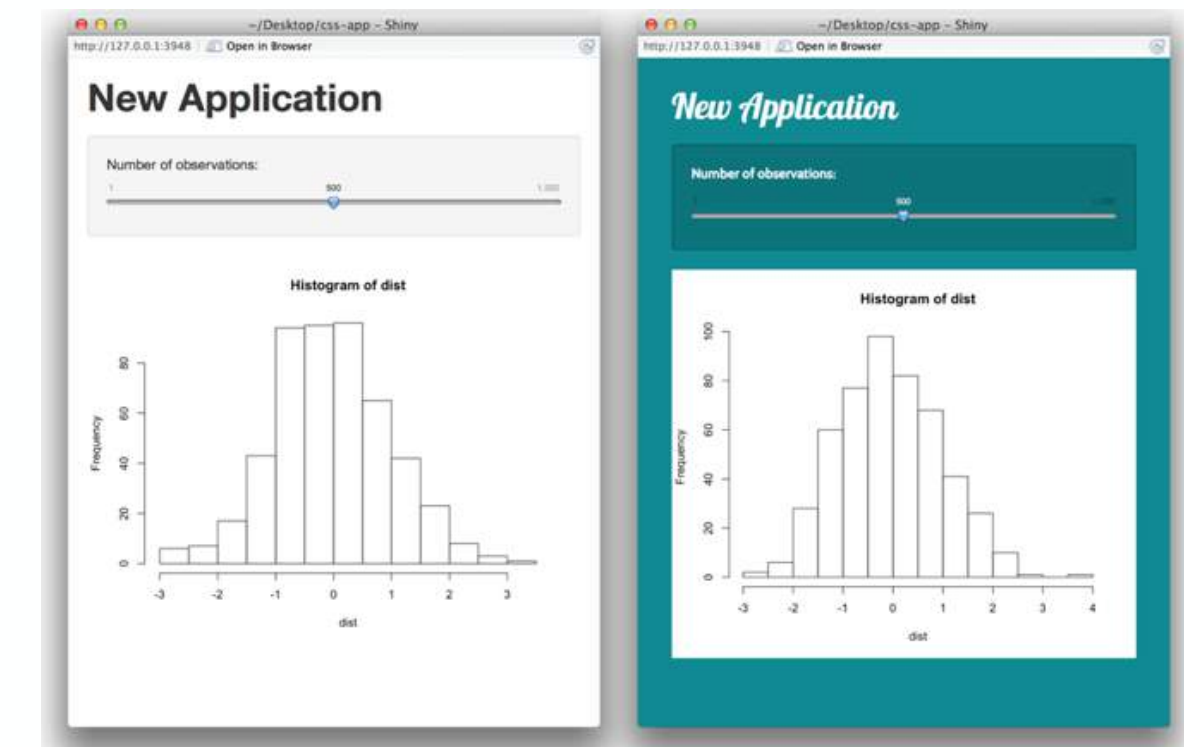 ~/Desktop/css-app - Shiny
http://127.0.0.1:3948 Open in Browser
New Application
Number of observations:
1 500 1,000
Histogram of dist
Frequency
80
60
40
20
0
-3 -2 -1 0 1 2 3
dist
~/Desktop/css-app - Shiny
http://127.0.0.1:3948 Open in Browser
New Application
Number of observations:
1 500
Histogram of dist
Frequency
100
80
60
40
20
0
-3 -2 -1 0 1 2 3 4
dist